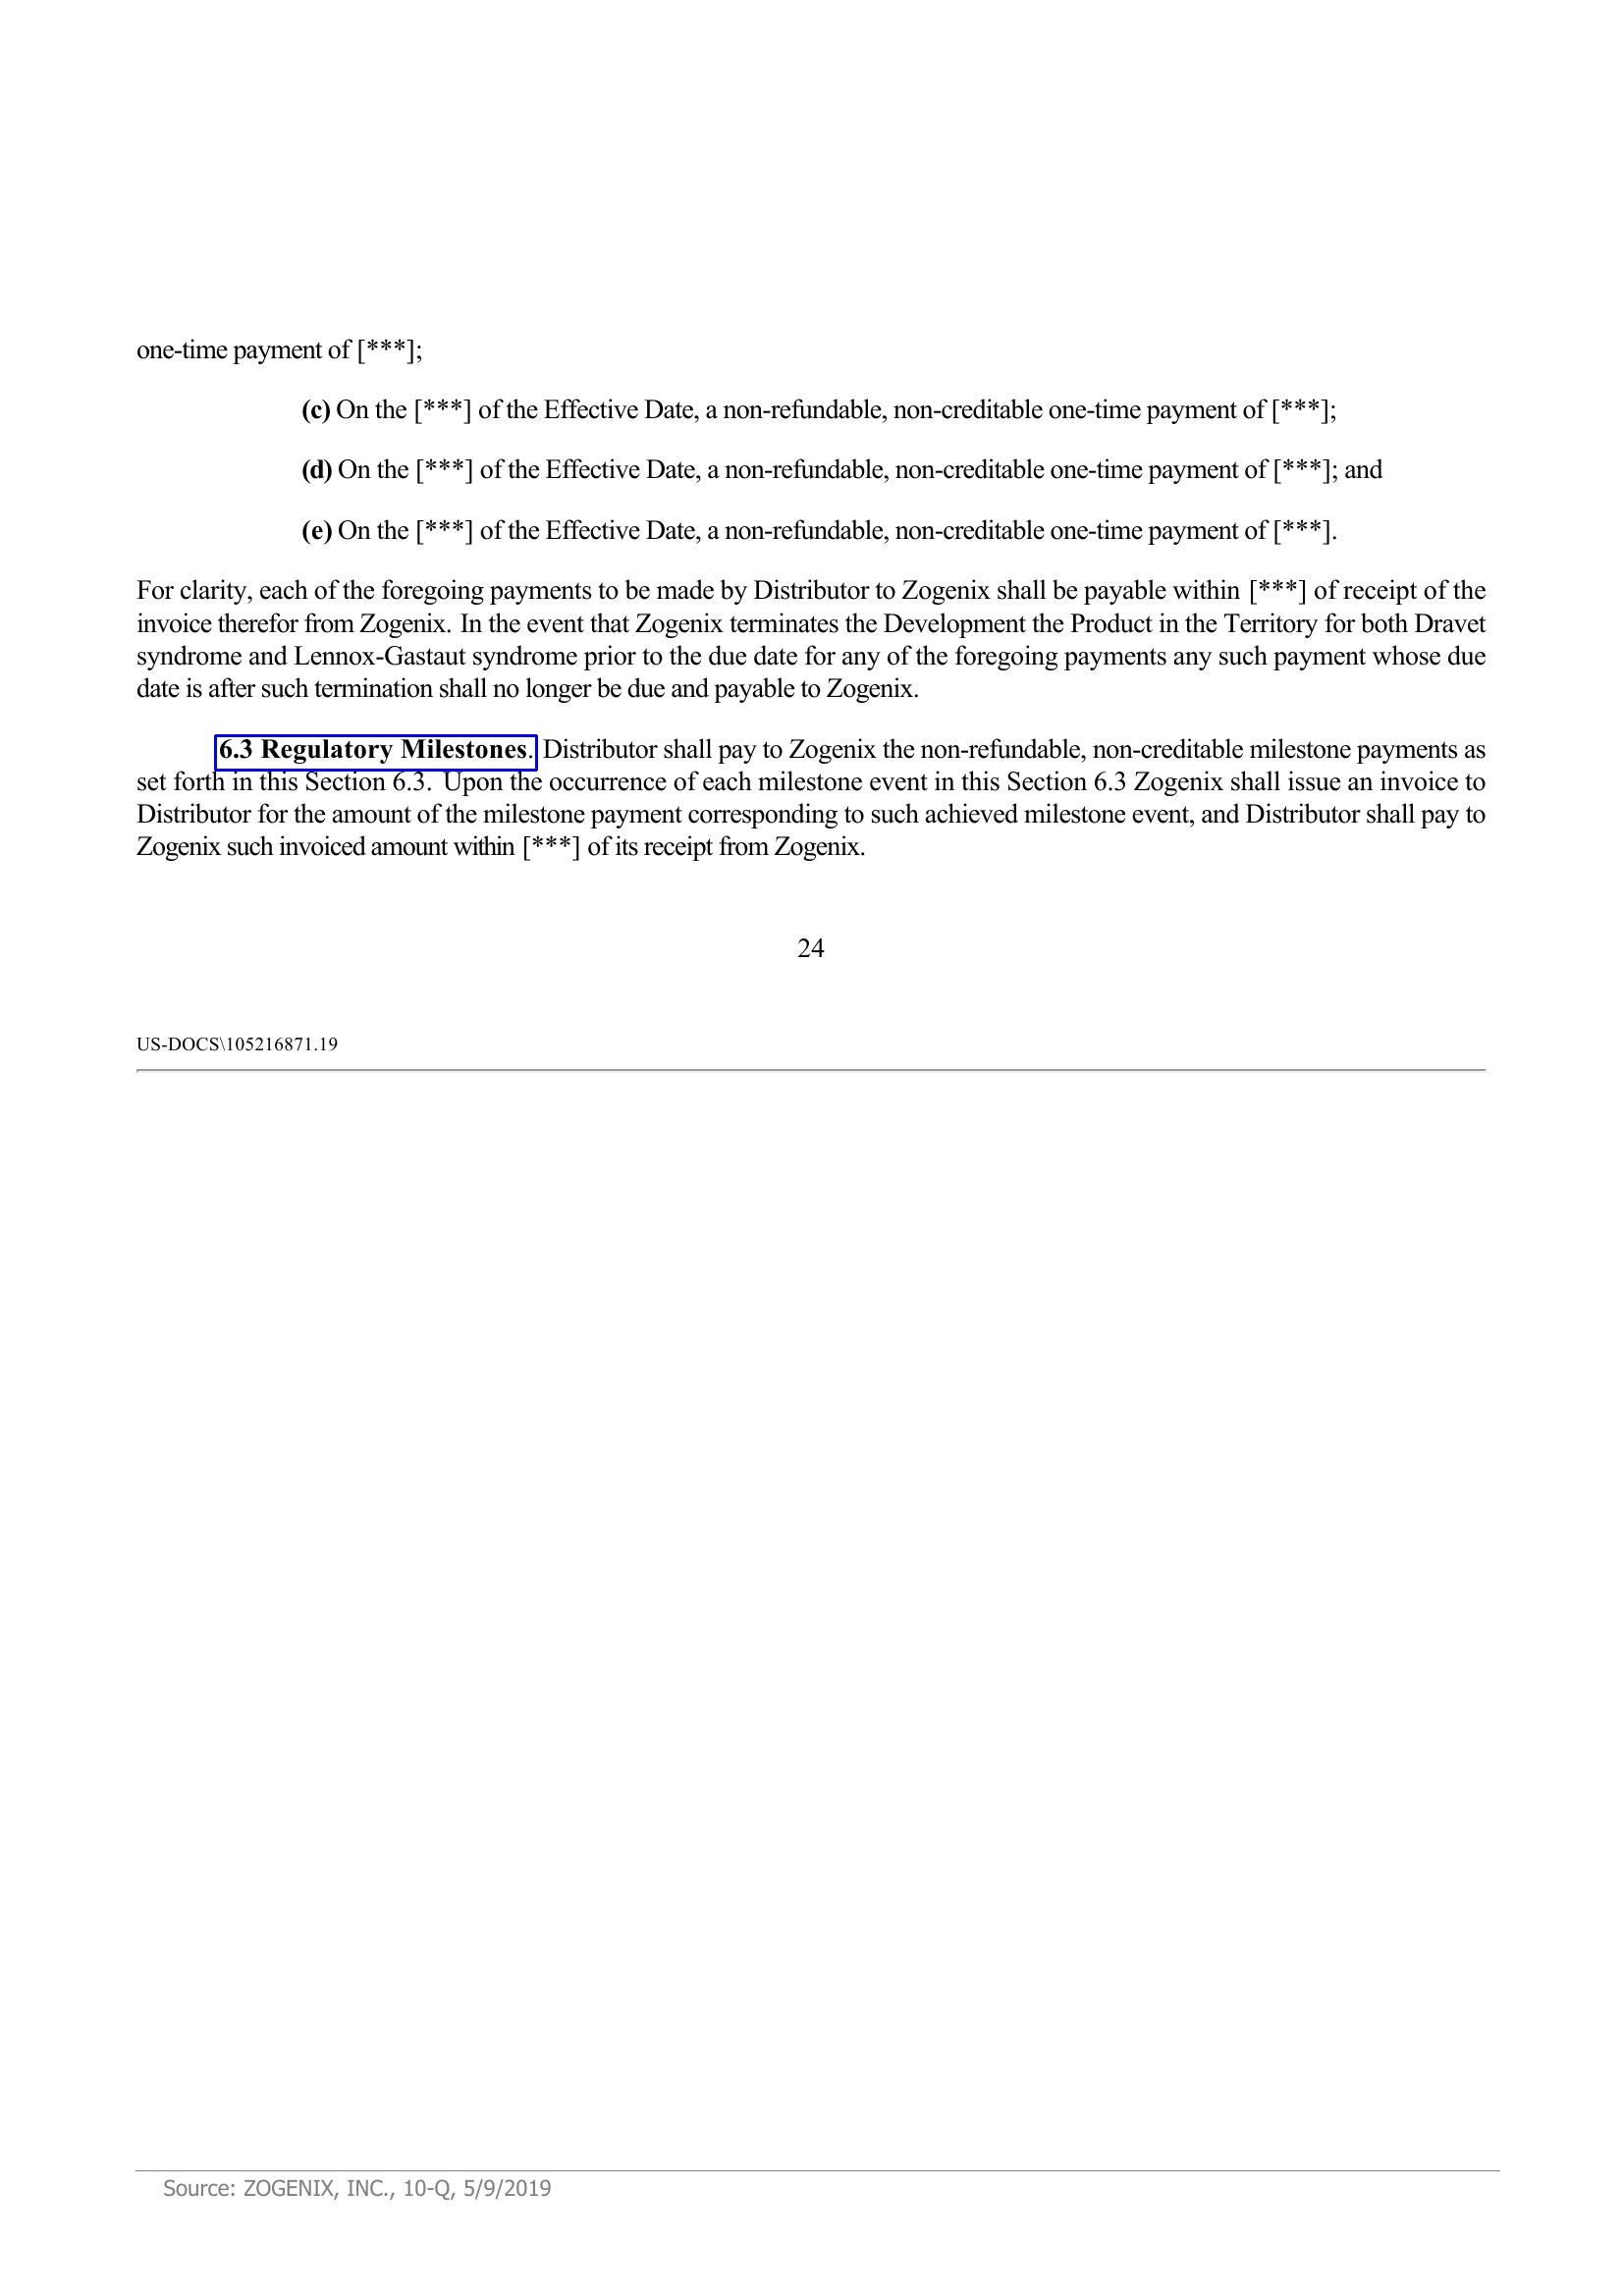 one-time payment of [***];
(c) On the [***] of the Effective Date, a non-refundable, non-creditable one-time payment of [***];
(d) On the [***] of the Effective Date, a non-refundable, non-creditable one-time payment of [***]; and
(e) On the [***] of the Effective Date, a non-refundable, non-creditable one-time payment of [***].
For clarity, each of the foregoing payments to be made by Distributor to Zogenix shall be payable within [***] of receipt of the
invoice therefor from Zogenix. In the event that Zogenix terminates the Development the Product in the Territory for both Dravet
syndrome and Lennox-Gastaut syndrome prior to the due date for any of the foregoing payments any such payment whose due
date is after such termination shall no longer be due and payable to Zogenix.
6.3 Regulatory Milestones. Distributor shall pay to Zogenix the non-refundable, non-creditable milestone payments as
set forth in this Section 6.3. Upon the occurrence of each milestone event in this Section 6.3 Zogenix shall issue an invoice to
Distributor for the amount of the milestone payment corresponding to such achieved milestone event, and Distributor shall pay to
Zogenix such invoiced amount within [***] of its receipt from Zogenix.
24
US-DOCS\105216871.19
Source: ZOGENIX, INC., 10-Q, 5/9/2019